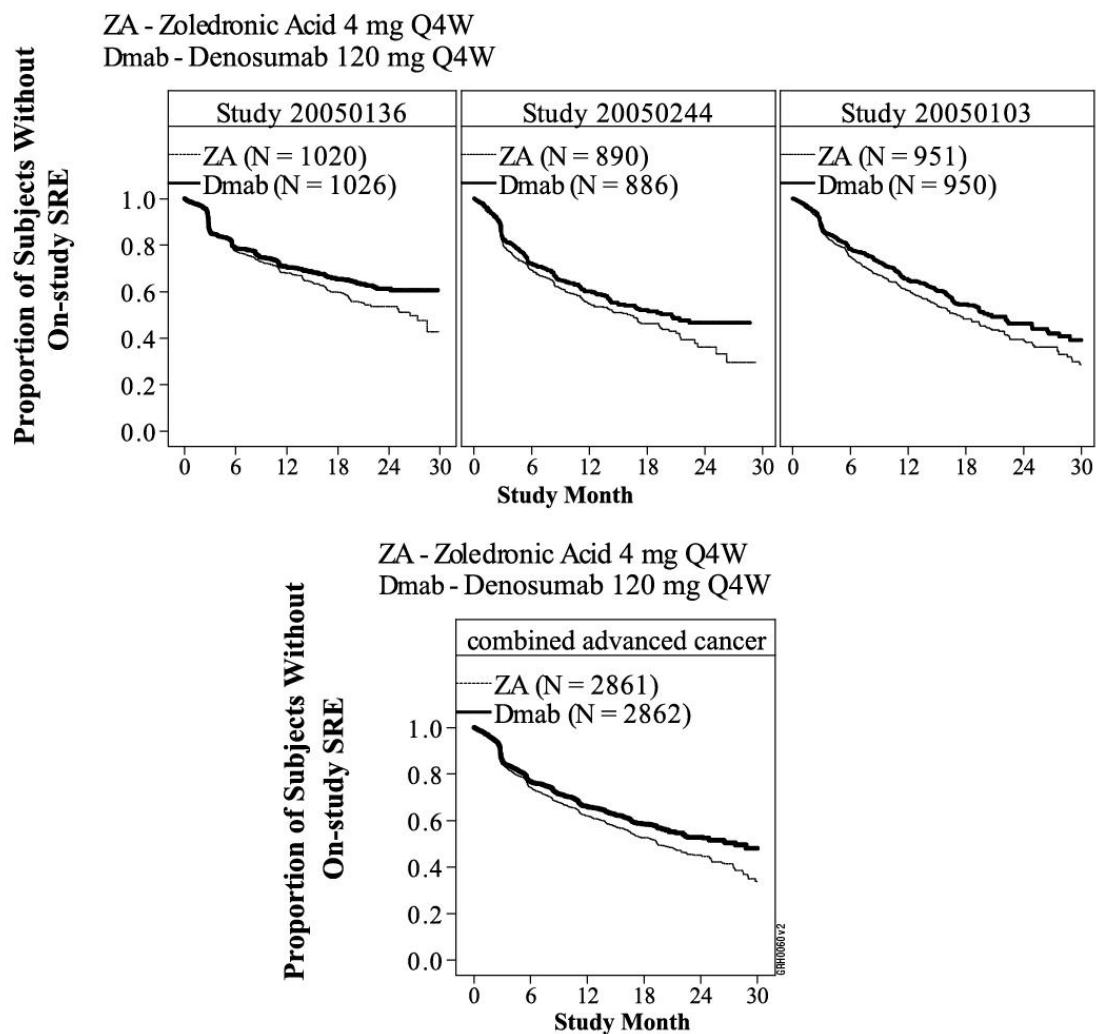 ZA - Zoledronic Acid 4 mg Q4W
Dmab - Denosumab 120 mg Q4W
Proportion of Subjects Without
On-study SRE
Study 20050136
ZA (N = 1020)
Dmab (N = 1026)
1.0
0.8
0.6
0.4
0.2
0.0
0 6 12 18 24 30
Study 20050244
ZA (N = 890)
Dmab (N = 886)
0 6 12 18 24 30
Study 20050103
ZA (N = 951)
Dmab (N = 950)
0 6 12 18 24 30
Study Month
ZA - Zoledronic Acid 4 mg Q4W
Dmab - Denosumab 120 mg Q4W
Proportion of Subjects Without
On-study SRE
combined advanced cancer
ZA (N = 2861)
Dmab (N = 2862)
1.0
0.8
0.6
0.4
0.2
0.0
0 6 12 18 24 30
Study Month
GRH0060 v2